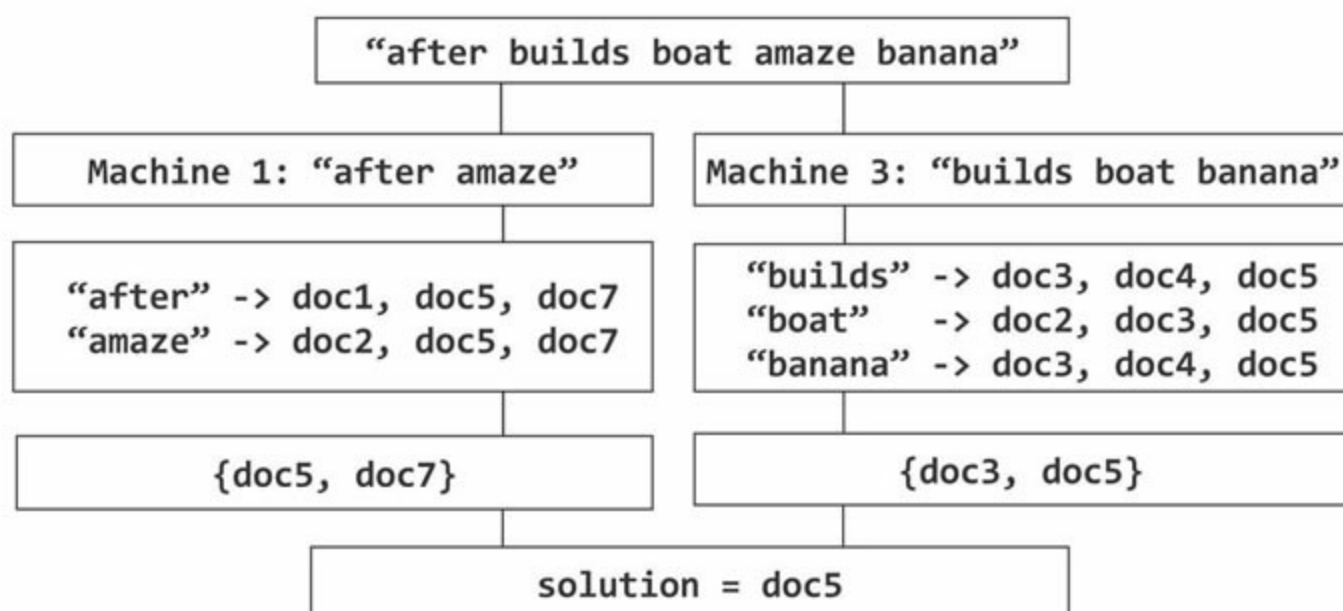 “after builds boat amaze banana”
Machine 1: “after amaze”
Machine 3: “builds boat banana”
“after” -> doc1, doc5, doc7
“amaze” -> doc2, doc5, doc7
“builds” -> doc3, doc4, doc5
“boat” -> doc2, doc3, doc5
“banana” -> doc3, doc4, doc5
{doc5, doc7}
{doc3, doc5}
solution = doc5